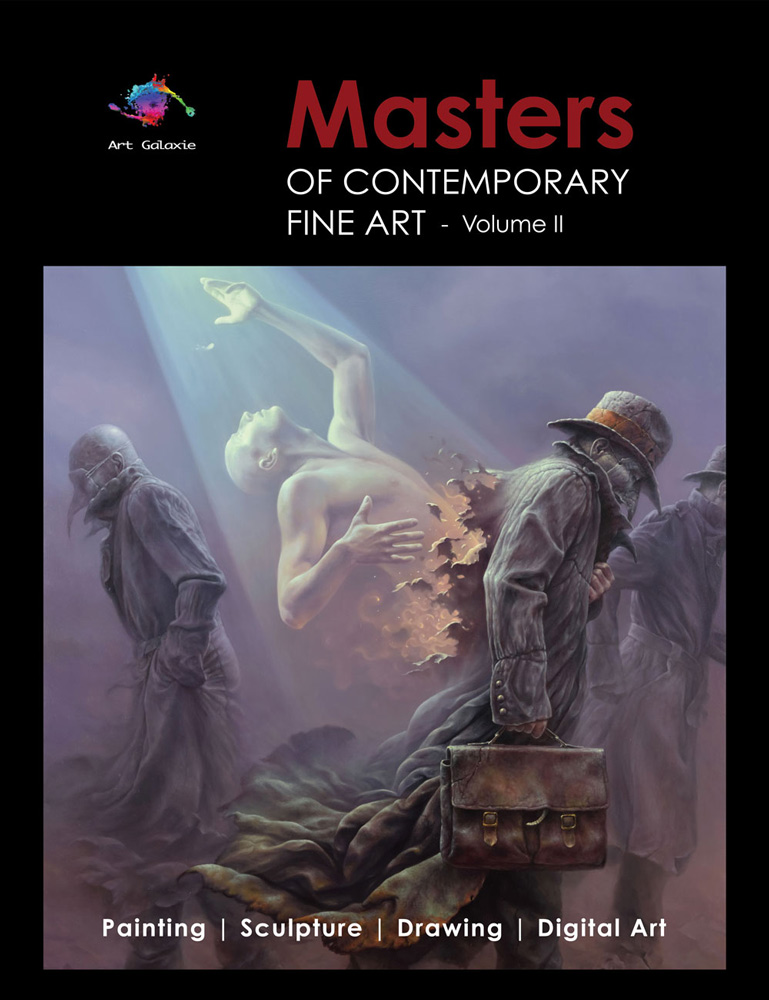 Art Galaxie
Masters
OF CONTEMPORARY
FINE ART - Volume II
Painting | Sculpture | Drawing | Digital Art